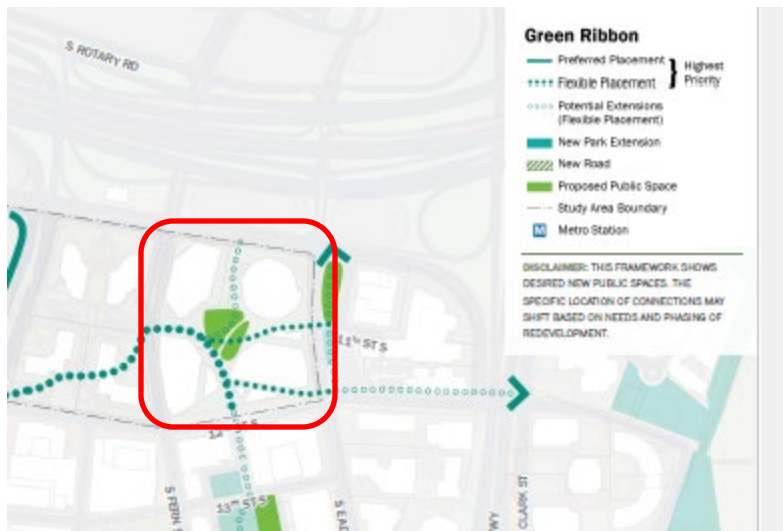 S ROTARY RD
Green Ribbon
Preferred Placement
Flexible Placement
Highest
Priority
Potential Extensions
(Flexible Placement)
New Park Extension
New Road
Proposed Public Space
Study Area Boundary
M Metro Station
DISCLAIMER: THIS FRAMEWORK SHOWS
DESIRED NEW PUBLIC SPACES. THE
SPECIFIC LOCATION OF CONNECTIONS MAY
SHIFT BASED ON NEEDS AND PHASING OF
REDEVELOPMENT.
11th ST S
S
13th ST S
S FERN
S EAD
WY
CLARK ST